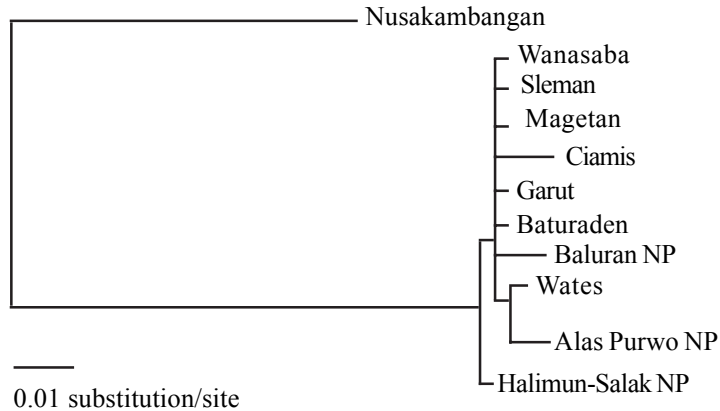 Nusakambangan
Wanasaba
Sleman
Magetan
Ciamis
Garut
Baturaden
Baluran NP
Wates
Alas Purwo NP
Halimun-Salak NP
0.01 substitution/site